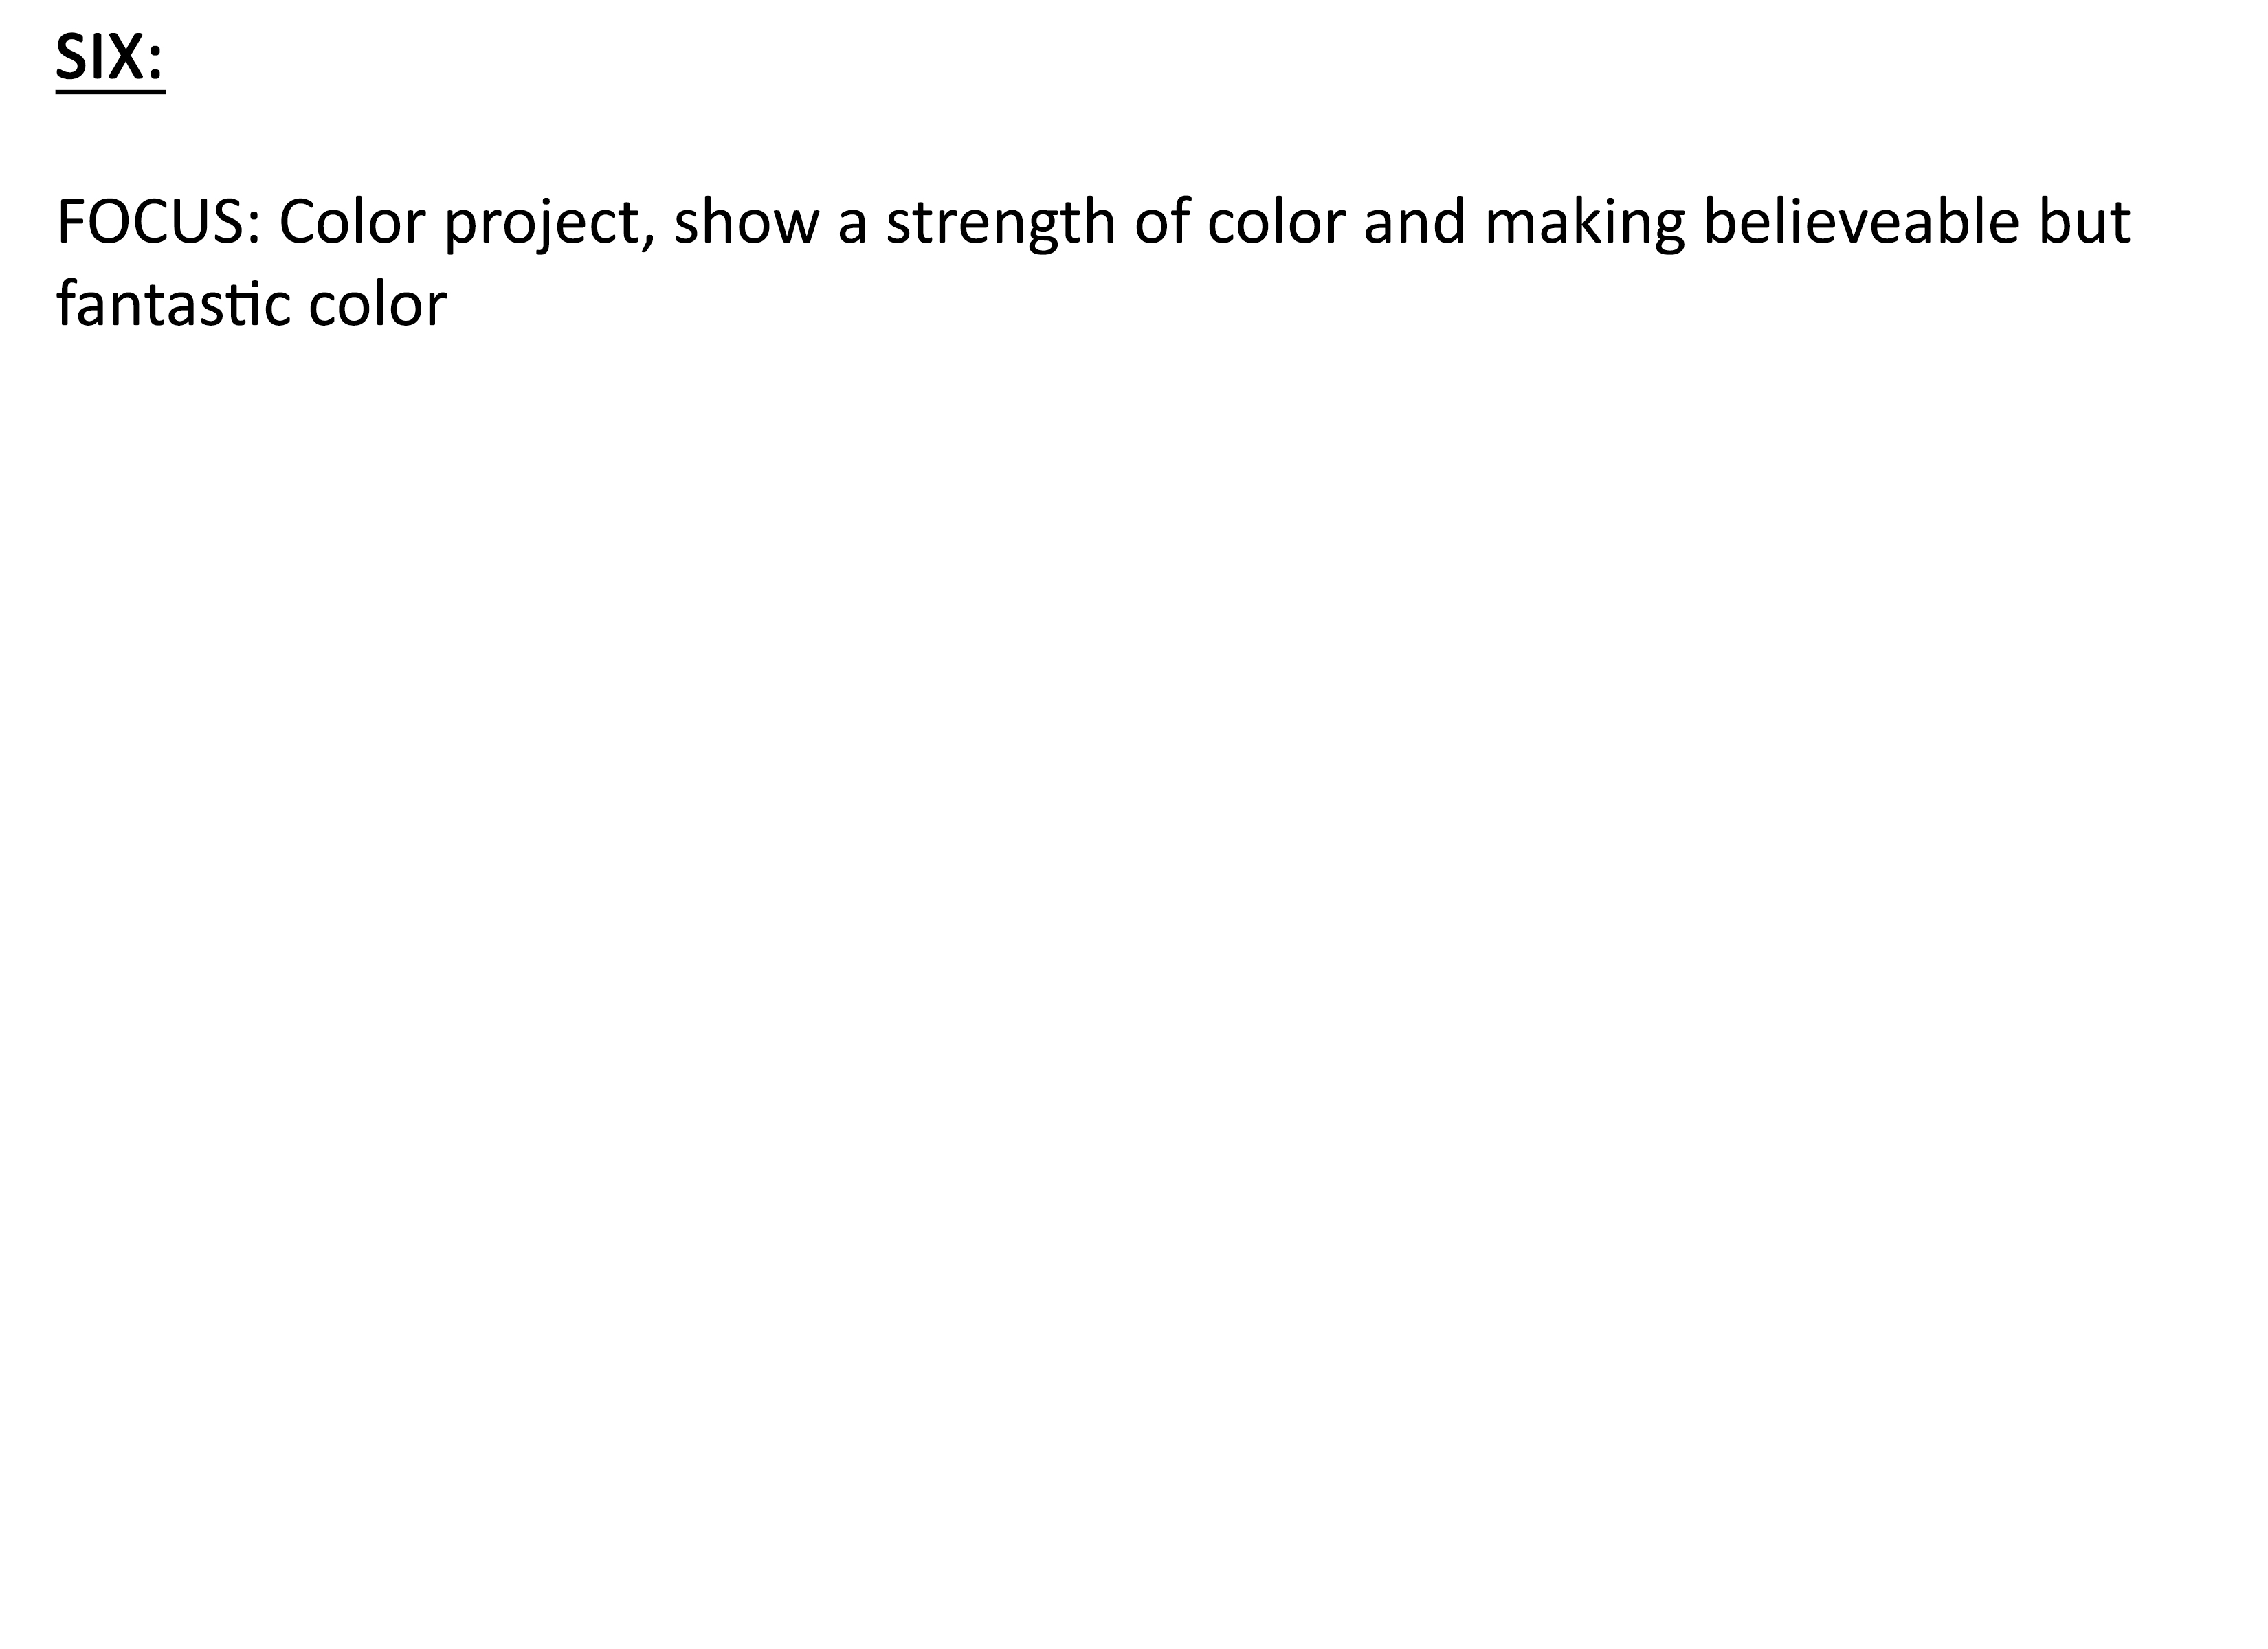 SIX:
FOCUS: Color project, show a strength of color and making believeable but
fantastic color